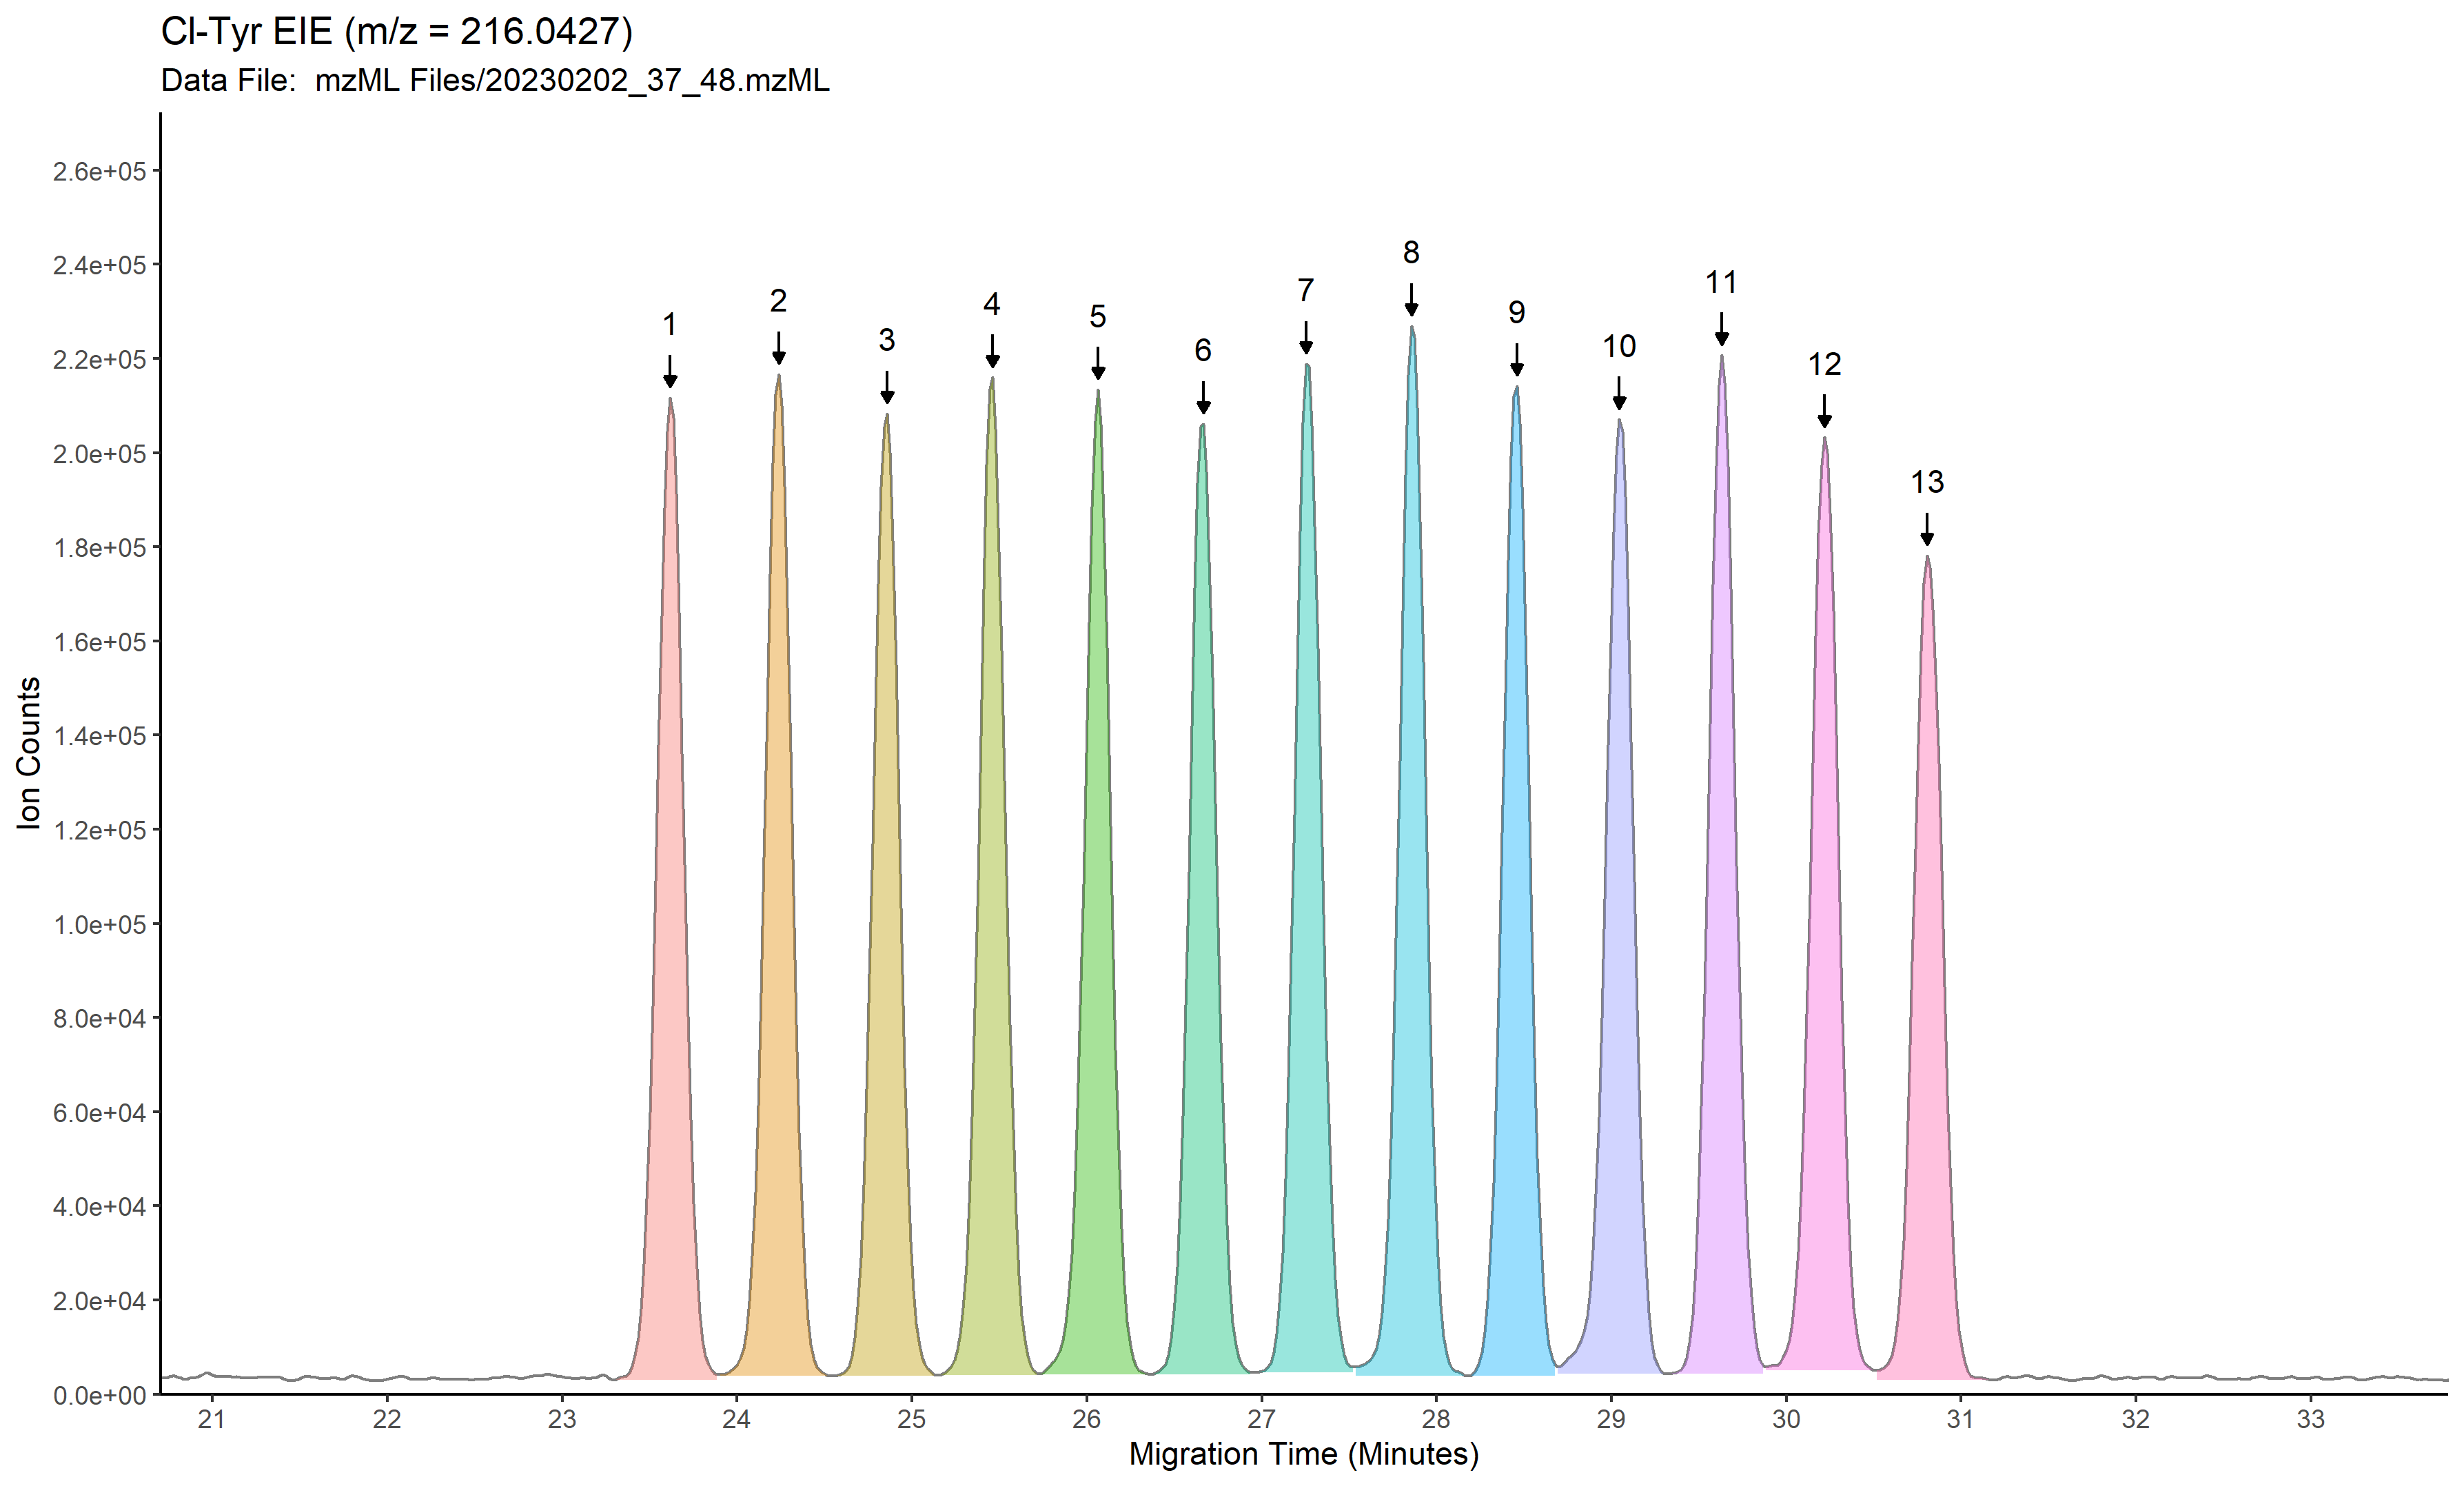 Cl-Tyr EIE (m/z = 216.0427)
Data File:  mzML Files/20230202_37_48.mzML
2.6e+05
2.4e+05
2.2e+05
2.0e+05
1.8e+05
1.6e+05
1.4e+05
1.2e+05
1.0e+05
8.0e+04
6.0e+04
4.0e+04
2.0e+04
0.0e+00
Ion Counts
1
2
3
4
5
6
7
8
9
10
11
12
13
21 22 23 24 25 26 27 28 29 30 31 32 33
Migration Time (Minutes)